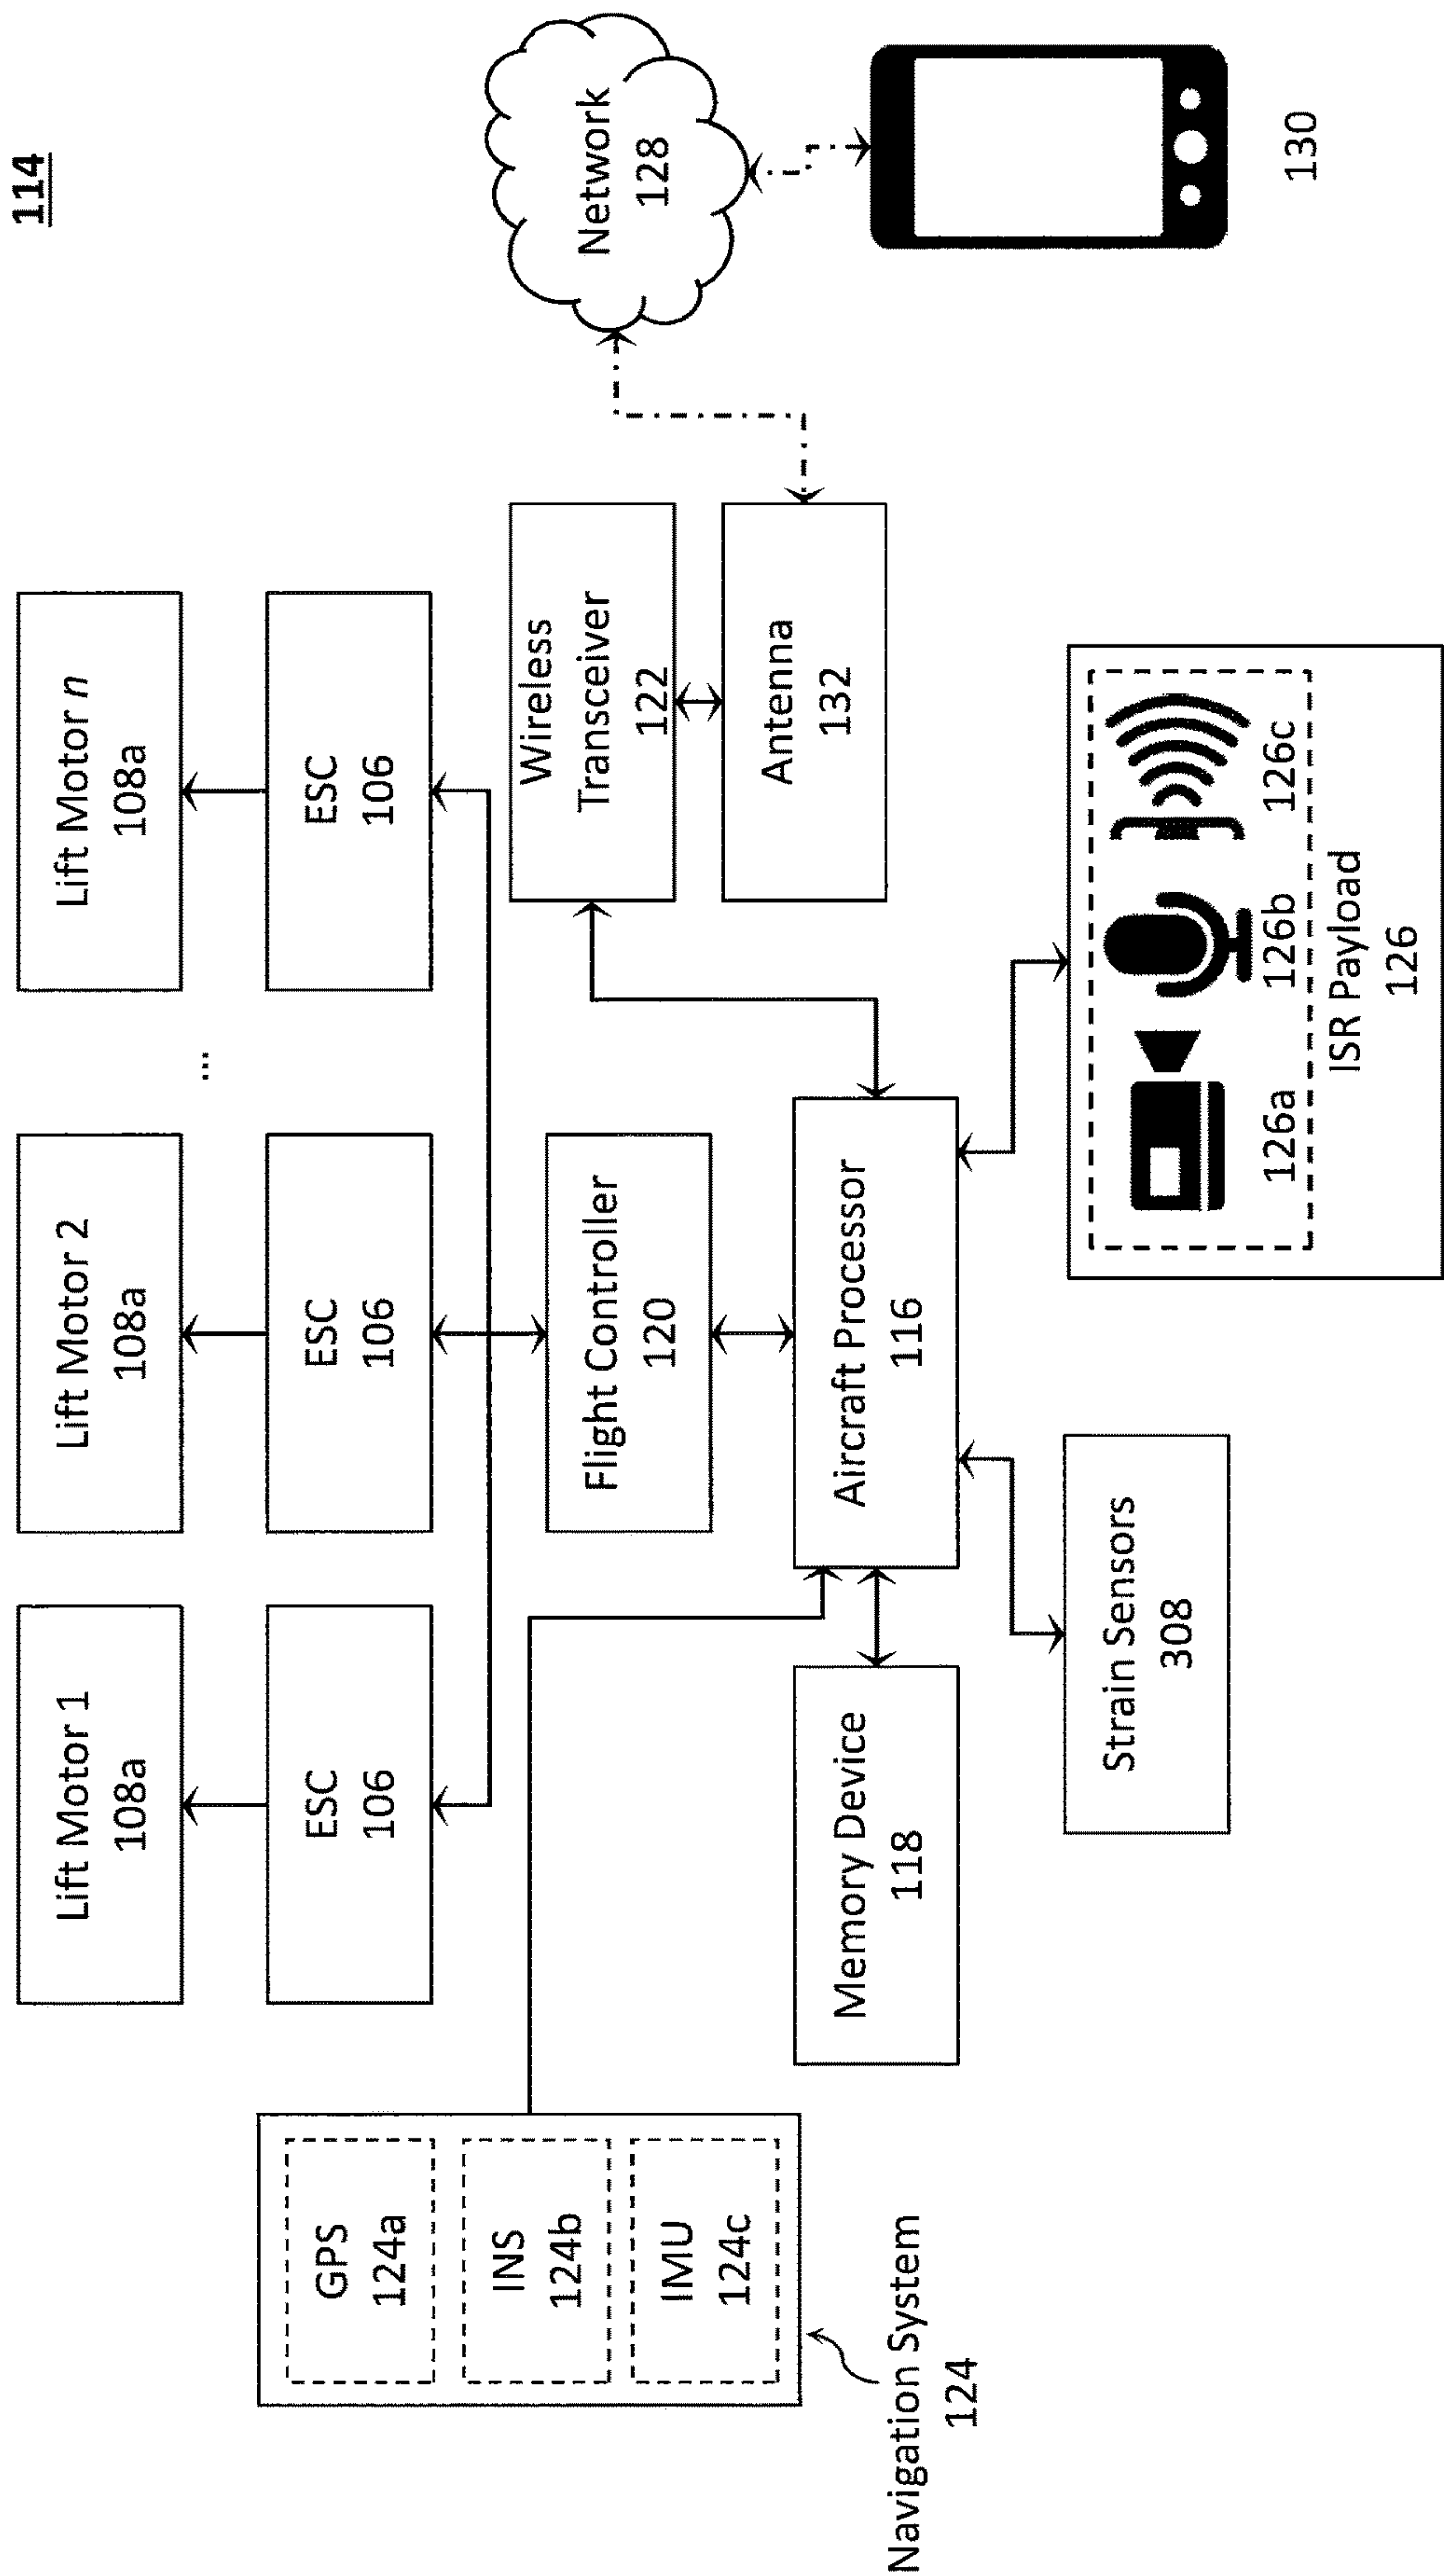 114
Lift Motor 1
108a
Lift Motor 2
108a
...
Lift Motor n
108a
ESC
106
ESC
106
ESC
106
GPS
124a
INS
124b
IMU
124c
Navigation System
124
Flight Controller
120
Wireless
Transceiver
122
Network
128
Memory Device
118
Aircraft Processor
116
Antenna
132
130
Strain Sensors
308
126a
126b
126c
ISR Payload
126